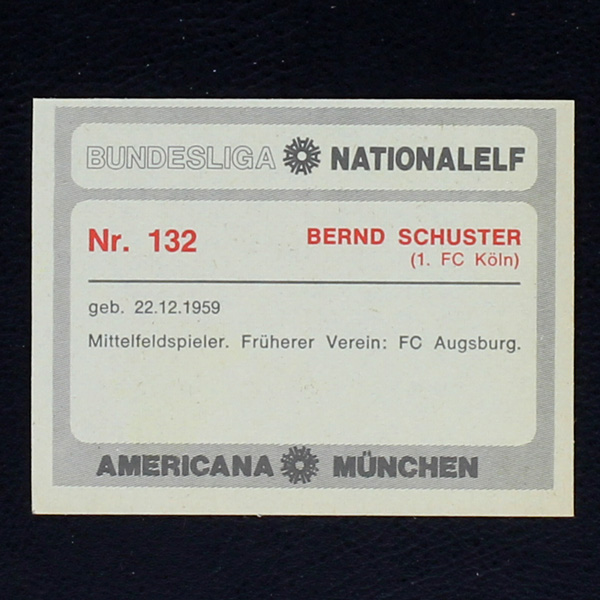 BUNDESLIGA NATIONALELF
Nr. 132 BERND SCHUSTER
(1. FC Köln)
geb. 22.12.1959
Mittelfeldspieler. Früherer Verein: FC Augsburg.
AMERICANA MÜNCHEN